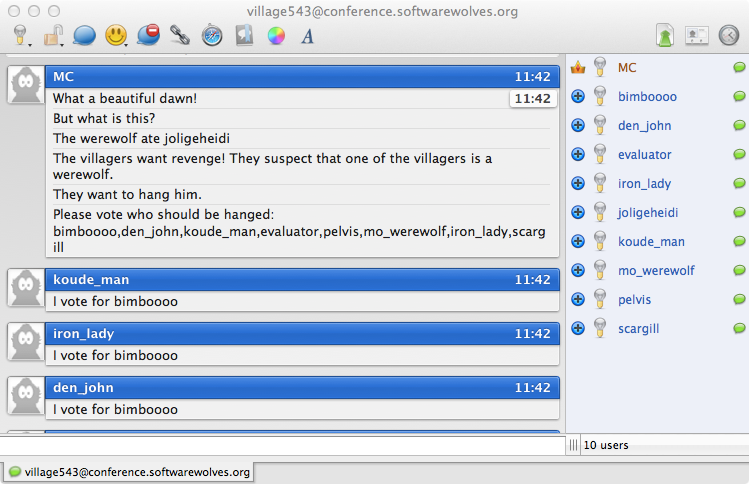 village543@conference.softwarewolves.org
MC 11:42
What a beautiful dawn! 11:42
But what is this?
The werewolf ate joligeheidi
The villagers want revenge! They suspect that one of the villagers is a
werewolf.
They want to hang him.
Please vote who should be hanged:
bimboooo,den_john,koude_man,evaluator,pelvis,mo_werewolf,iron_lady,scarg
ill
koude_man 11:42
I vote for bimboooo
iron_lady 11:42
I vote for bimboooo
den_john 11:42
I vote for bimboooo
MC
bimboooo
den_john
evaluator
iron_lady
joligeheidi
koude_man
mo_werewolf
pelvis
scargill
10 users
village543@conference.softwarewolves.org